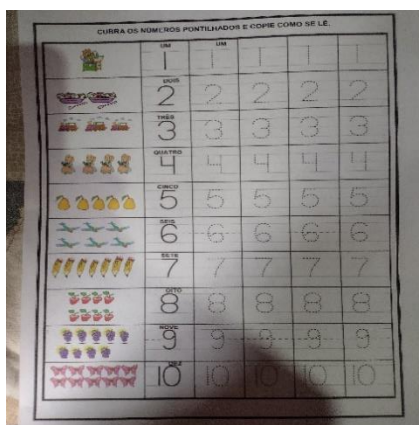 CURRA OS NÚMEROS PONTILHADOS E COPIE COMO SE LÊ.
UM UM
1 1 1 1 1
DOIS
2 2 2 2 2
TRÊS
3 3 3 3 3
QUATRO
4 4 4 4 4
CINCO
5 5 5 5 5
SEIS
6 6 6 6 6
SETE
7 7 7 7 7
OITO
8 8 8 8 8
NOVE
9 9 9 9 9
DEZ
10 10 10 10 10